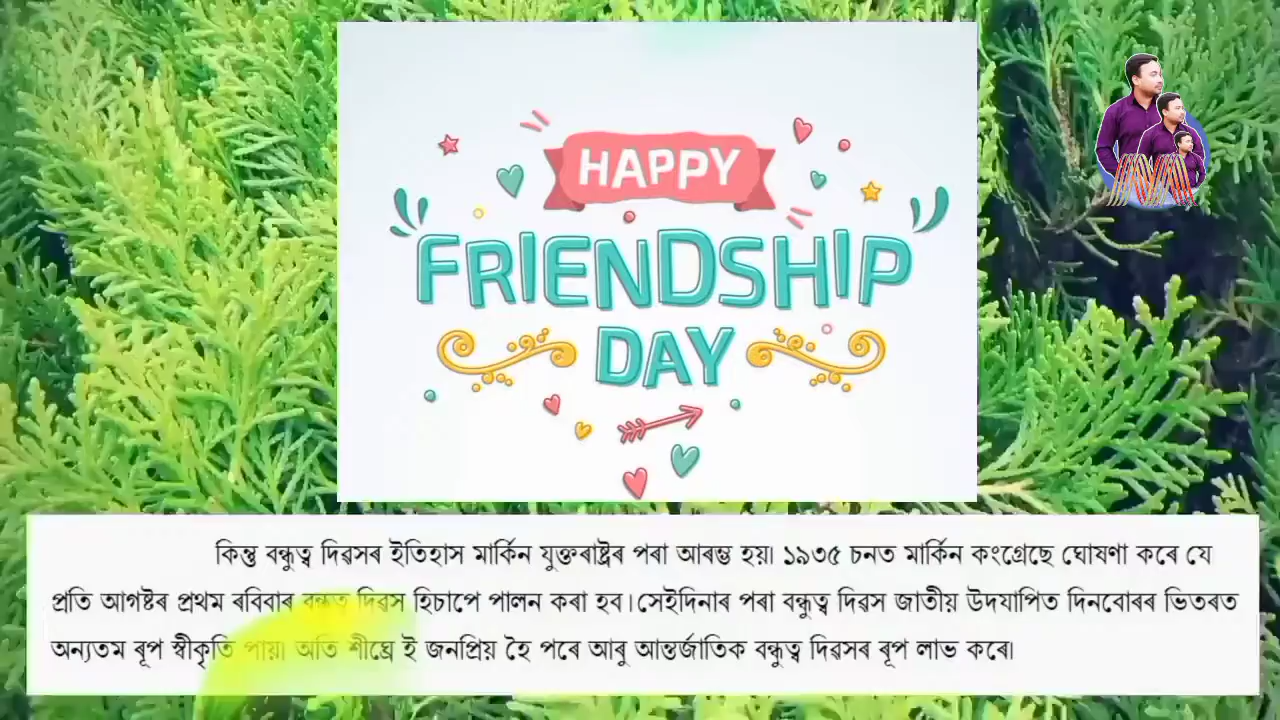 HAPPY
FRIENDSHIP
DAY
কিন্তু বন্ধুত্ব দিৱসৰ ইতিহাস মাৰ্কিন যুক্তৰাষ্ট্ৰৰ পৰা আৰম্ভ হয়। ১৯৩৫ চনত মাৰ্কিন কংগ্ৰেছে ঘোষণা কৰে যে
প্ৰতি আগষ্টৰ প্ৰথম ৰবিবাৰ বন্ধুত্ব দিৱস হিচাপে পালন কৰা হব। সেইদিনাৰ পৰা বন্ধুত্ব দিৱস জাতীয় উদযাপিত দিনবোৰৰ ভিতৰত
অন্যতম ৰূপ স্বীকৃতি পায়। অতি শীঘ্ৰে ই জনপ্ৰিয় হৈ পৰে আৰু আন্তৰ্জাতিক বন্ধুত্ব দিৱসৰ ৰূপ লাভ কৰে।